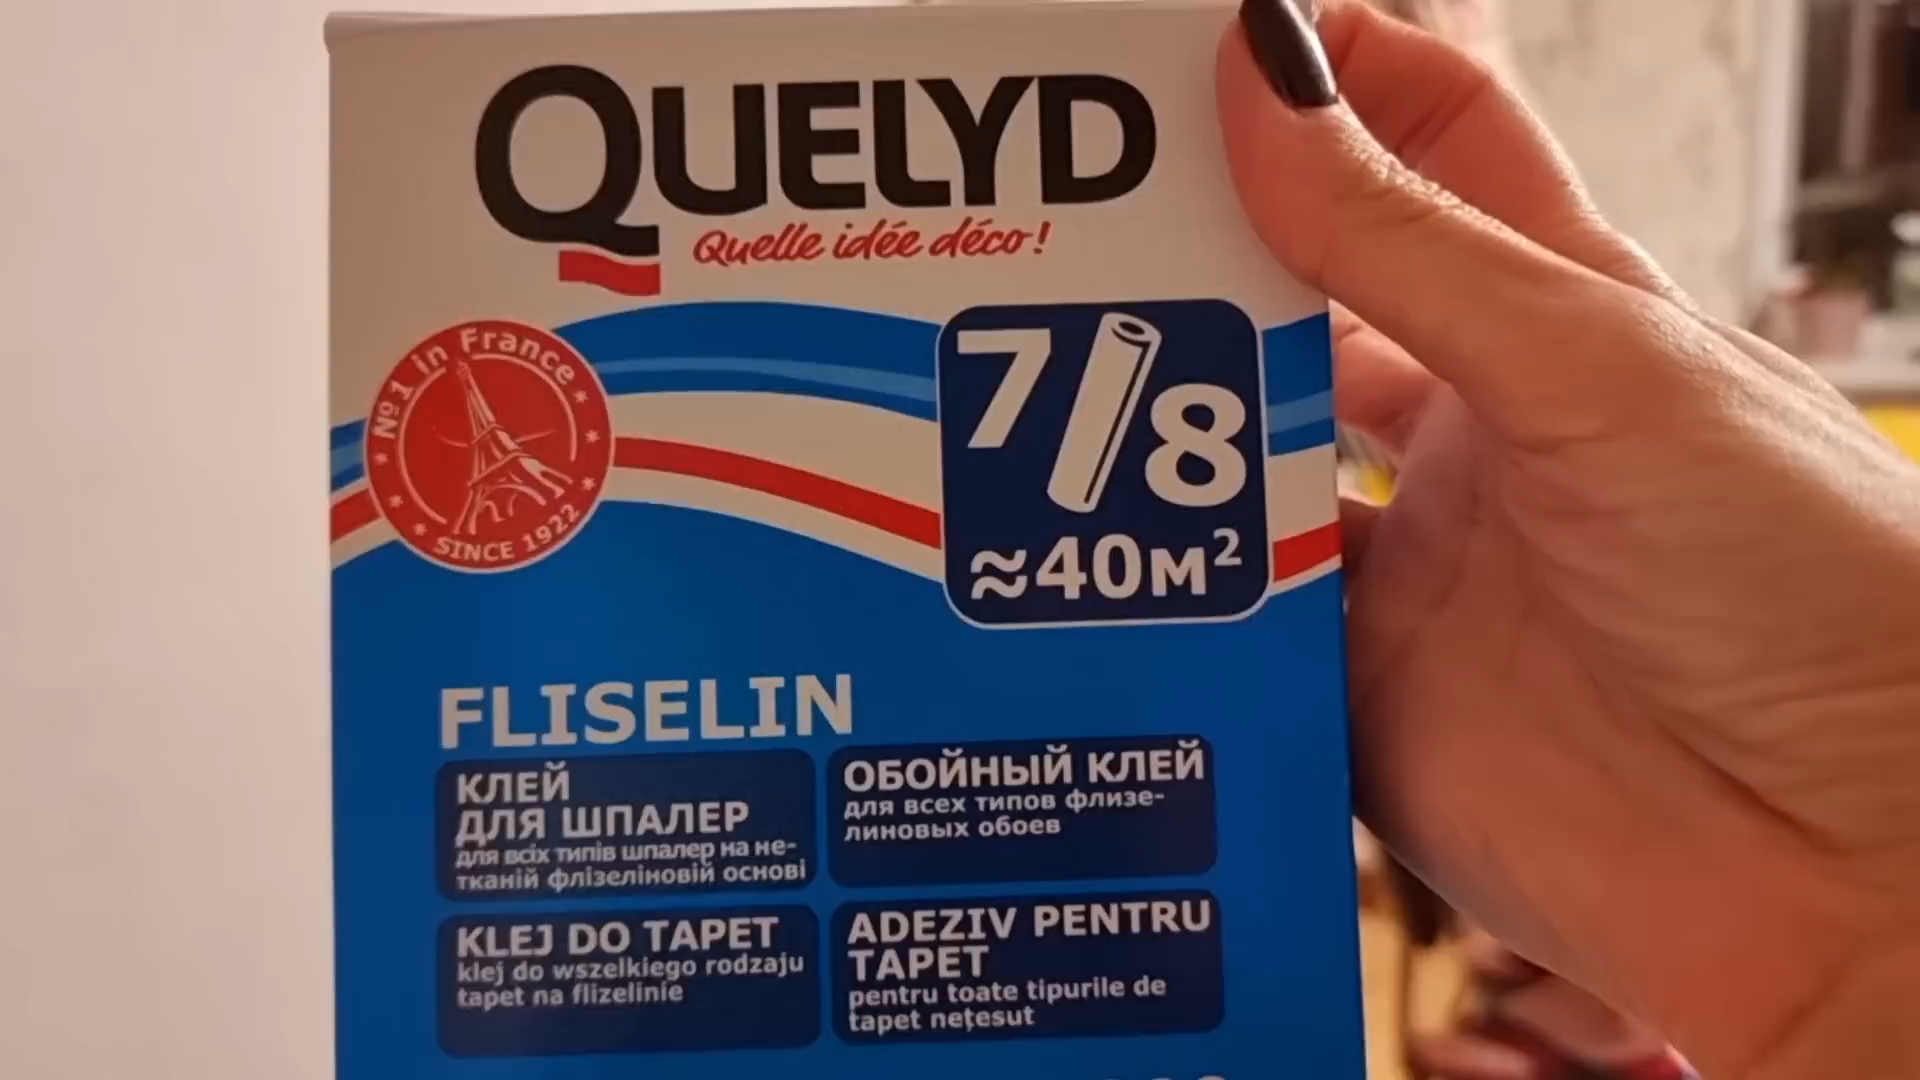 QUELYD
Quelle idée déco!
№1 in France
SINCE 1922
7/8
≈40м²
FLISELIN
КЛЕЙ
ДЛЯ ШПАЛЕР
для всіх типів шпалер на не-
тканій флізеліновій основі
ОБОЙНЫЙ КЛЕЙ
для всех типов флизе-
линовых обоев
KLEJ DO TAPET
klej do wszelkiego rodzaju
tapet na flizelinie
ADEZIV PENTRU
TAPET
pentru toate tipurile de
tapet nețesut